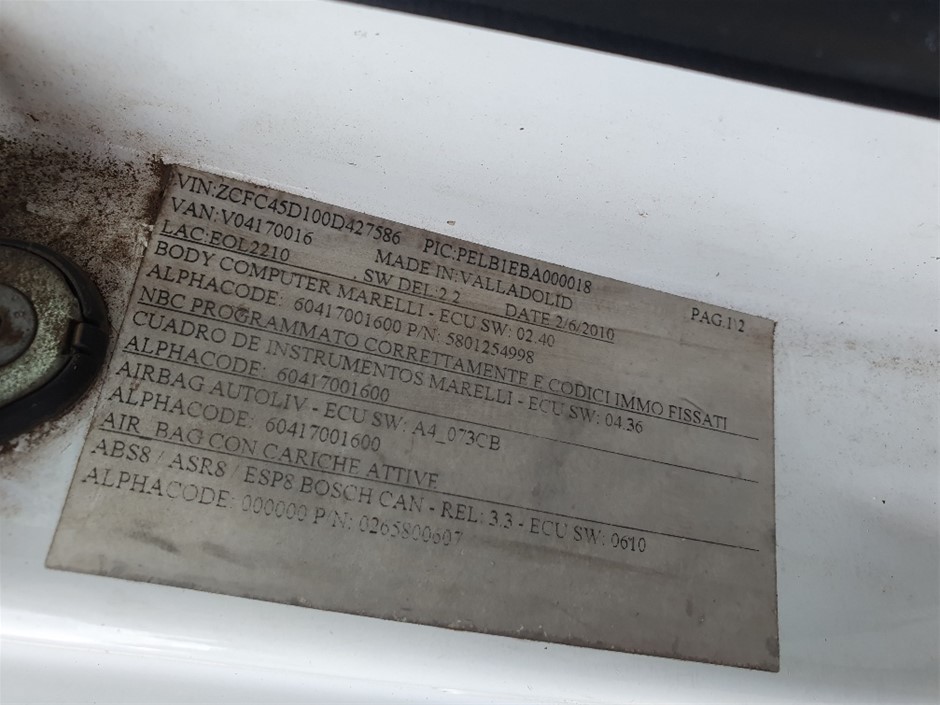 VIN:ZCFC45D100D427586 PIC:PELB1EBA000018 PAG.1\2
VAN:V04170016 MADE IN:VALLADOLID
LAC:EOL2210 . SW DEL:2.2 DATE 2/6/2010
BODY COMPUTER MARELLI - ECU SW: 02.40
ALPHACODE: 60417001600 P/N: 5801254998
NBC PROGRAMMATO CORRETTAMENTE E CODICI IMMO FISSATI
CUADRO DE INSTRUMENTOS MARELLI - ECU SW: 04.36
ALPHACODE: 60417001600
AIRBAG AUTOLIV - ECU SW: A4_073CB
ALPHACODE: 60417001600
AIR BAG CON CARICHE ATTIVE
ABS8 / ASR8 / ESP8 BOSCH CAN - REL: 3.3 - ECU SW: 0610
ALPHACODE: 000000 P/N: 0265800607